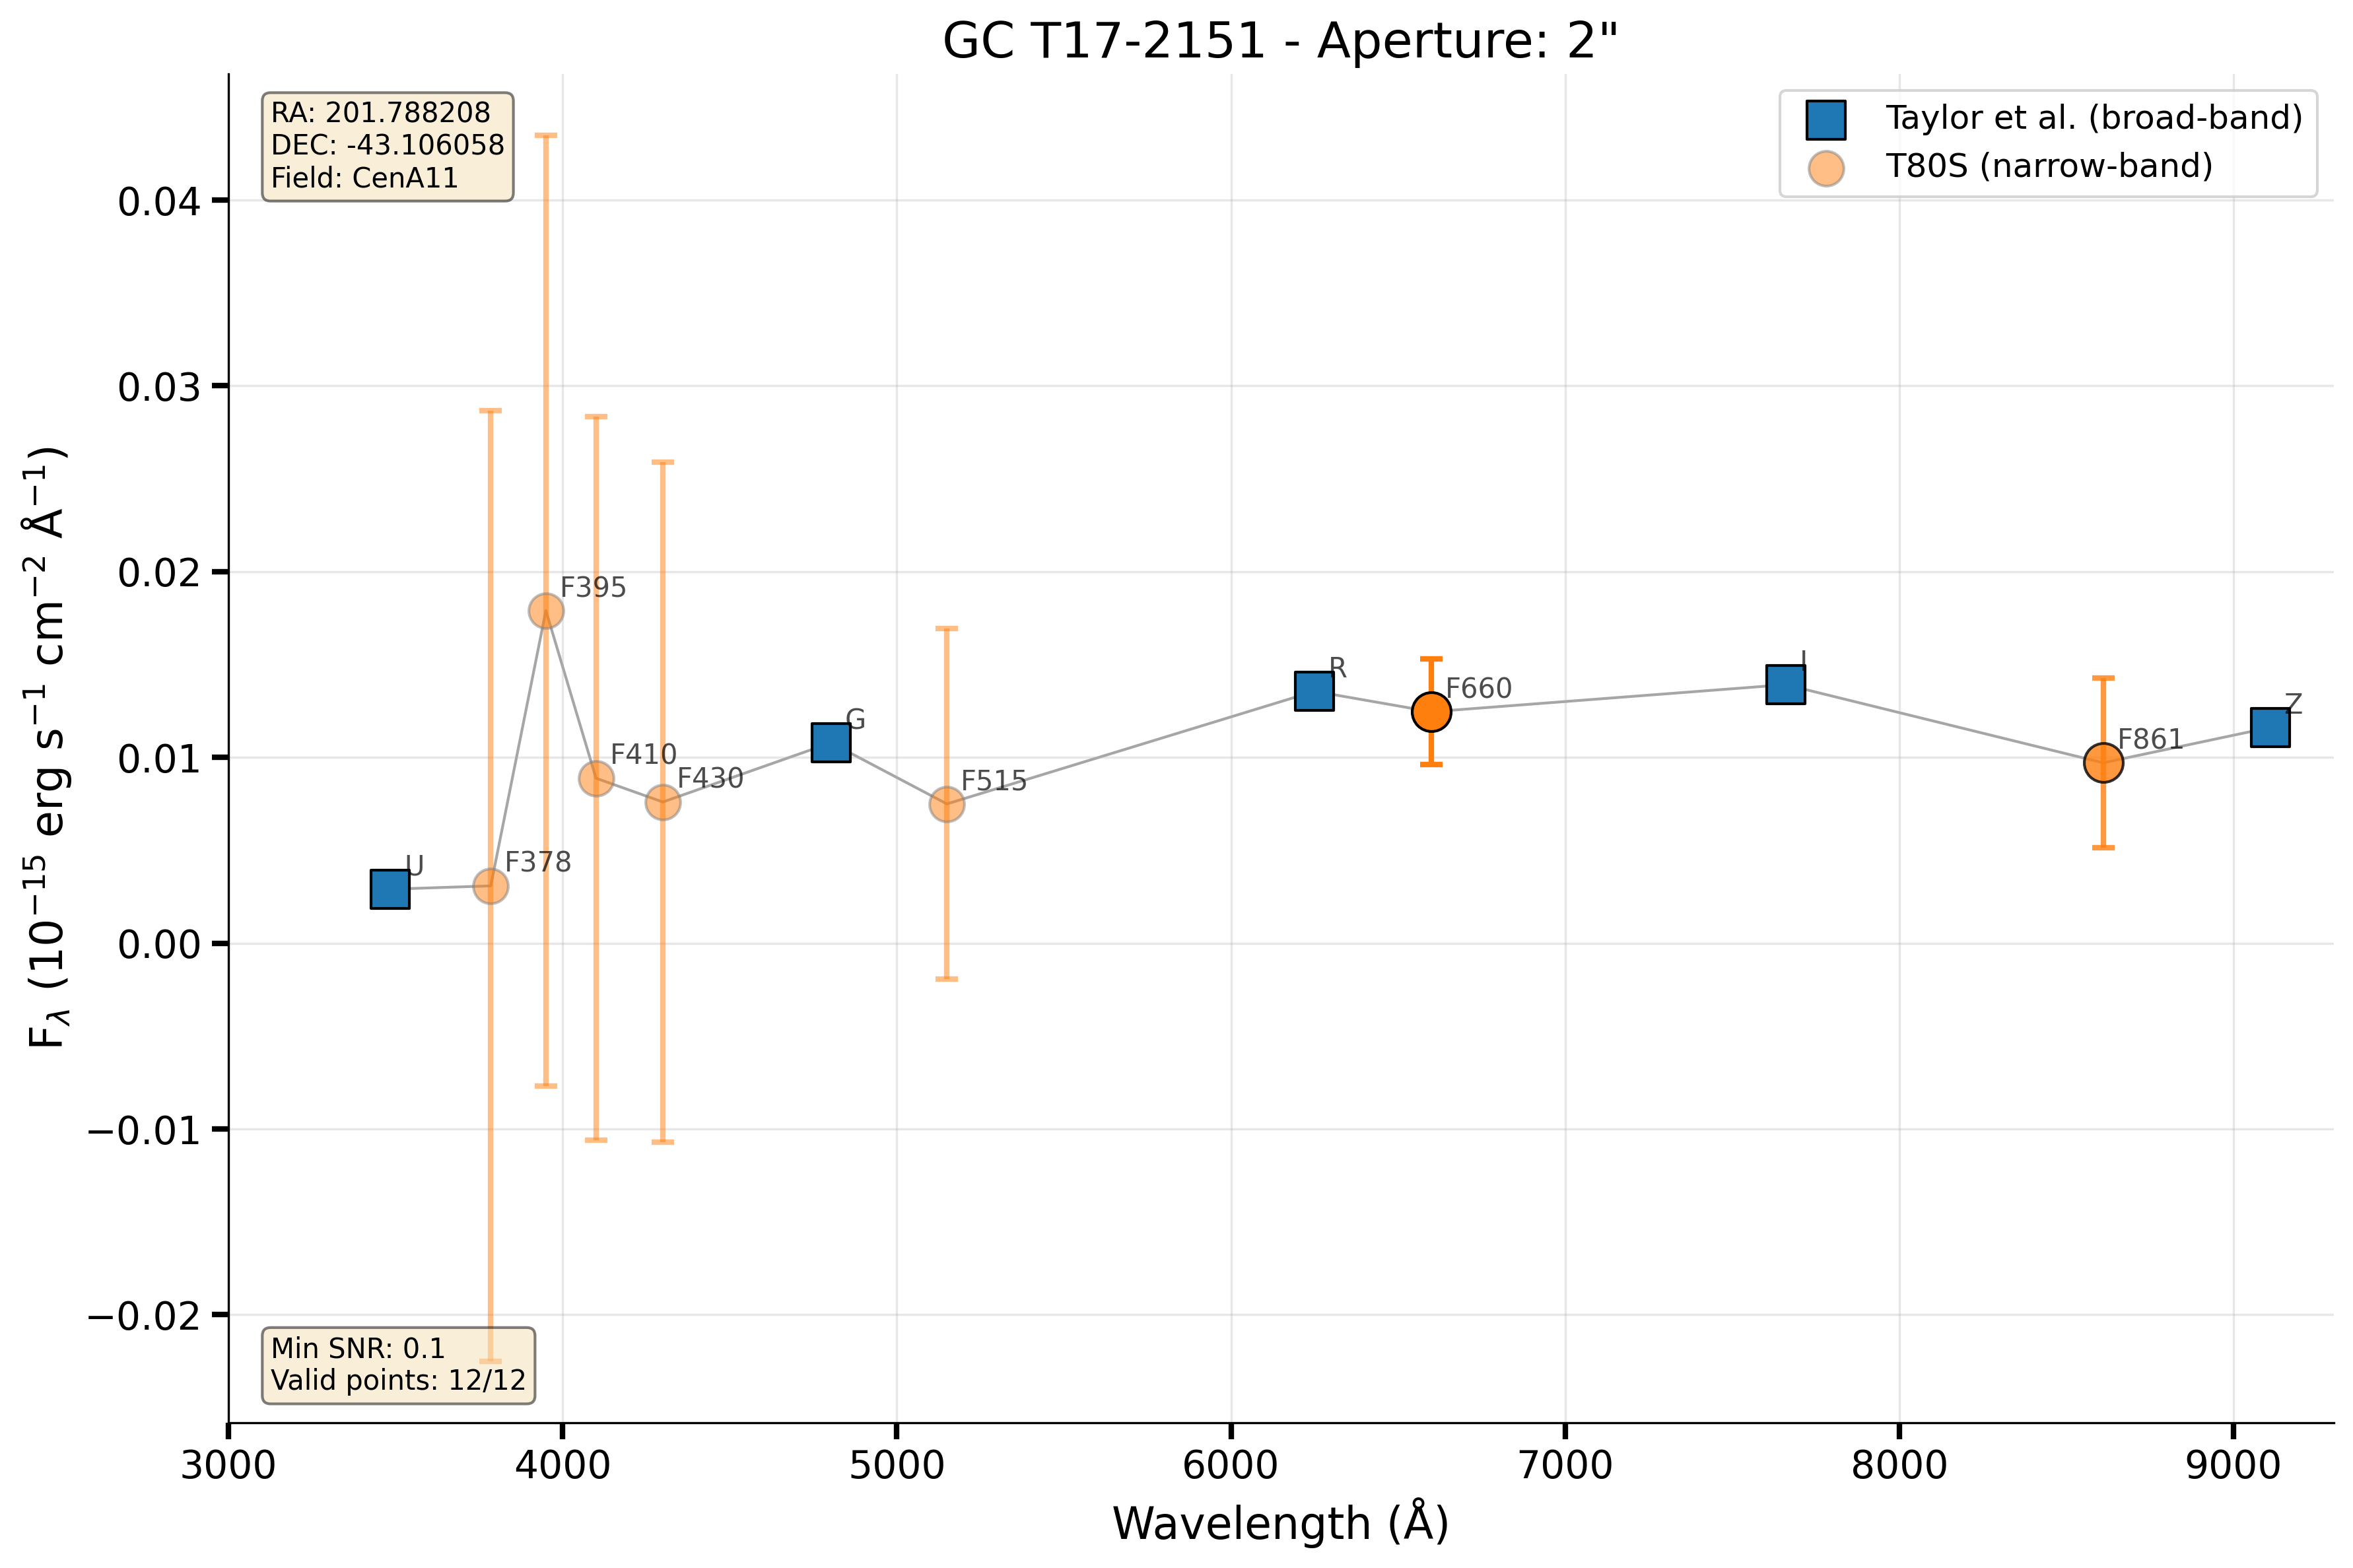 GC T17-2151 - Aperture: 2"
RA: 201.788208
DEC: -43.106058
Field: CenA11
Taylor et al. (broad-band)
T80S (narrow-band)
0.04
0.03
0.02
0.01
0.00
−0.01
−0.02
F_λ (10⁻¹⁵ erg s⁻¹ cm⁻² Å⁻¹)
U
F378
F395
F410
F430
G
F515
R
F660
I
F861
Z
Min SNR: 0.1
Valid points: 12/12
3000 4000 5000 6000 7000 8000 9000
Wavelength (Å)